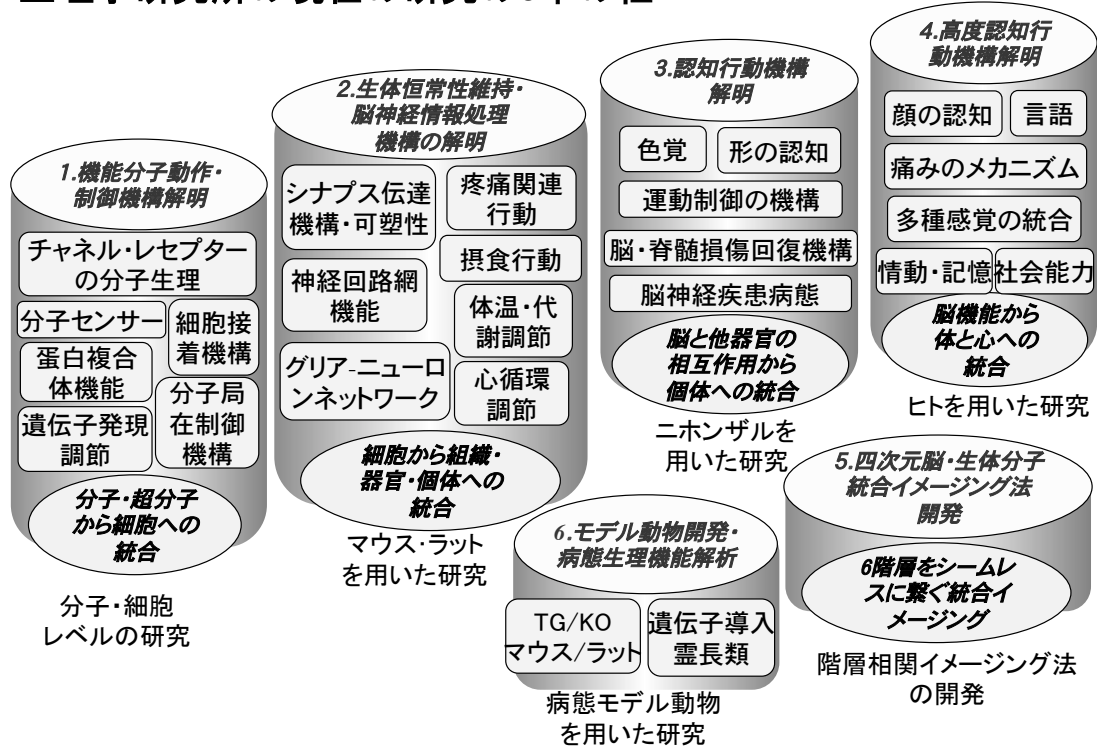 1.機能分子動作・
制御機構解明
チャネル・レセプター
の分子生理
分子センサー
細胞接
着機構
蛋白複合
体機能
分子局
在制御
機構
遺伝子発現
調節
分子・超分子
から細胞への
統合
分子・細胞
レベルの研究
2.生体恒常性維持・
脳神経情報処理
機構の解明
シナプス伝達
機構・可塑性
疼痛関連
行動
摂食行動
神経回路網
機能
体温・代
謝調節
グリア-ニューロ
ンネットワーク
心循環
調節
細胞から組織・
器官・個体への
統合
マウス・ラット
を用いた研究
3.認知行動機構
解明
色覚
形の認知
運動制御の機構
脳・脊髄損傷回復機構
脳神経疾患病態
脳と他器官の
相互作用から
個体への統合
ニホンザルを
用いた研究
4.高度認知行
動機構解明
顔の認知
言語
痛みのメカニズム
多種感覚の統合
情動・記憶
社会能力
脳機能から
体と心への
統合
ヒトを用いた研究
5.四次元脳・生体分子
統合イメージング法
開発
6階層をシームレ
スに繋ぐ統合イ
メージング
階層相関イメージング法
の開発
6.モデル動物開発・
病態生理機能解析
TG/KO
マウス/ラット
遺伝子導入
霊長類
病態モデル動物
を用いた研究